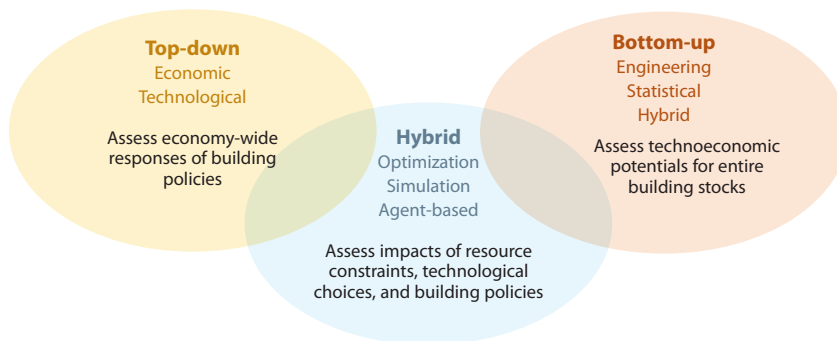 Top-down
Economic
Technological
Assess economy-wide
responses of building
policies
Hybrid
Optimization
Simulation
Agent-based
Assess impacts of resource
constraints, technological
choices, and building policies
Bottom-up
Engineering
Statistical
Hybrid
Assess technoeconomic
potentials for entire
building stocks